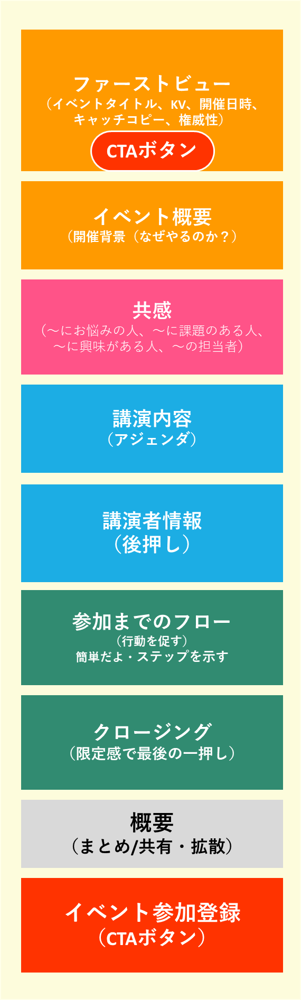 ファーストビュー
（イベントタイトル、KV、開催日時、
キャッチコピー、権威性）
CTAボタン
イベント概要
（開催背景（なぜやるのか？）
共感
（～にお悩みの人、～に課題のある人、
～に興味がある人、～の担当者）
講演内容
（アジェンダ）
講演者情報
（後押し）
参加までのフロー
（行動を促す）
簡単だよ・ステップを示す
クロージング
（限定感で最後の一押し）
概要
（まとめ/共有・拡散）
イベント参加登録
（CTAボタン）